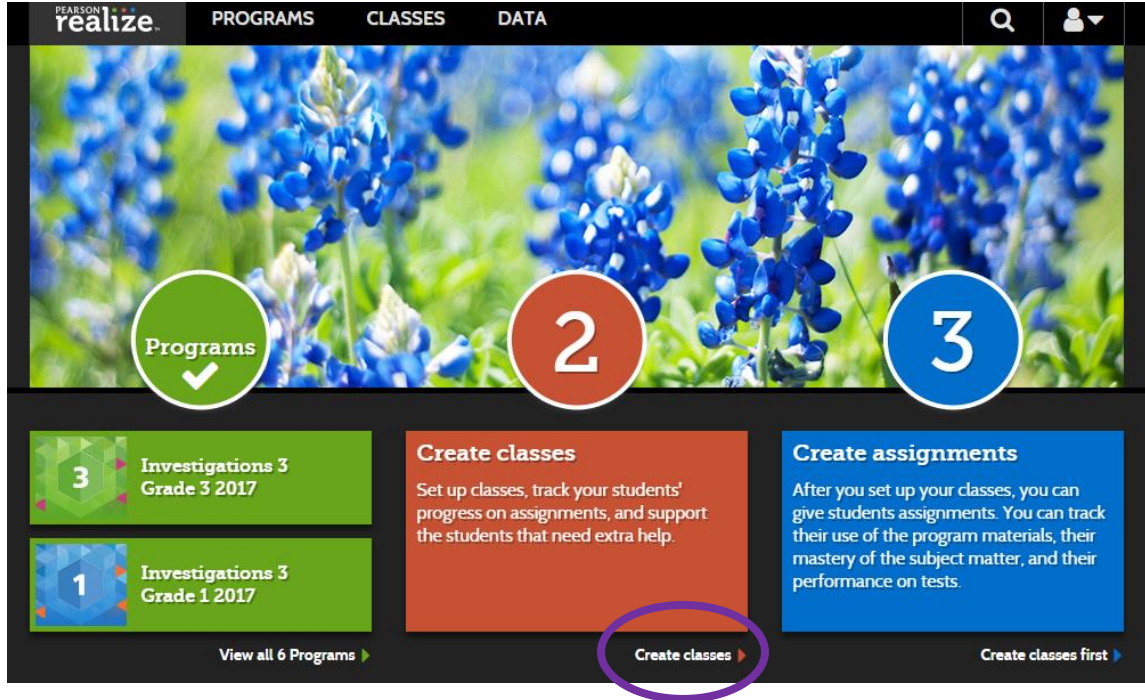 PEARSON
realize™ PROGRAMS CLASSES DATA
Programs
2
3
3
Investigations 3
Grade 3 2017
1
Investigations 3
Grade 1 2017
View all 6 Programs
Create classes
Set up classes, track your students'
progress on assignments, and support
the students that need extra help.
Create classes
Create assignments
After you set up your classes, you can
give students assignments. You can track
their use of the program materials, their
mastery of the subject matter, and their
performance on tests.
Create classes first